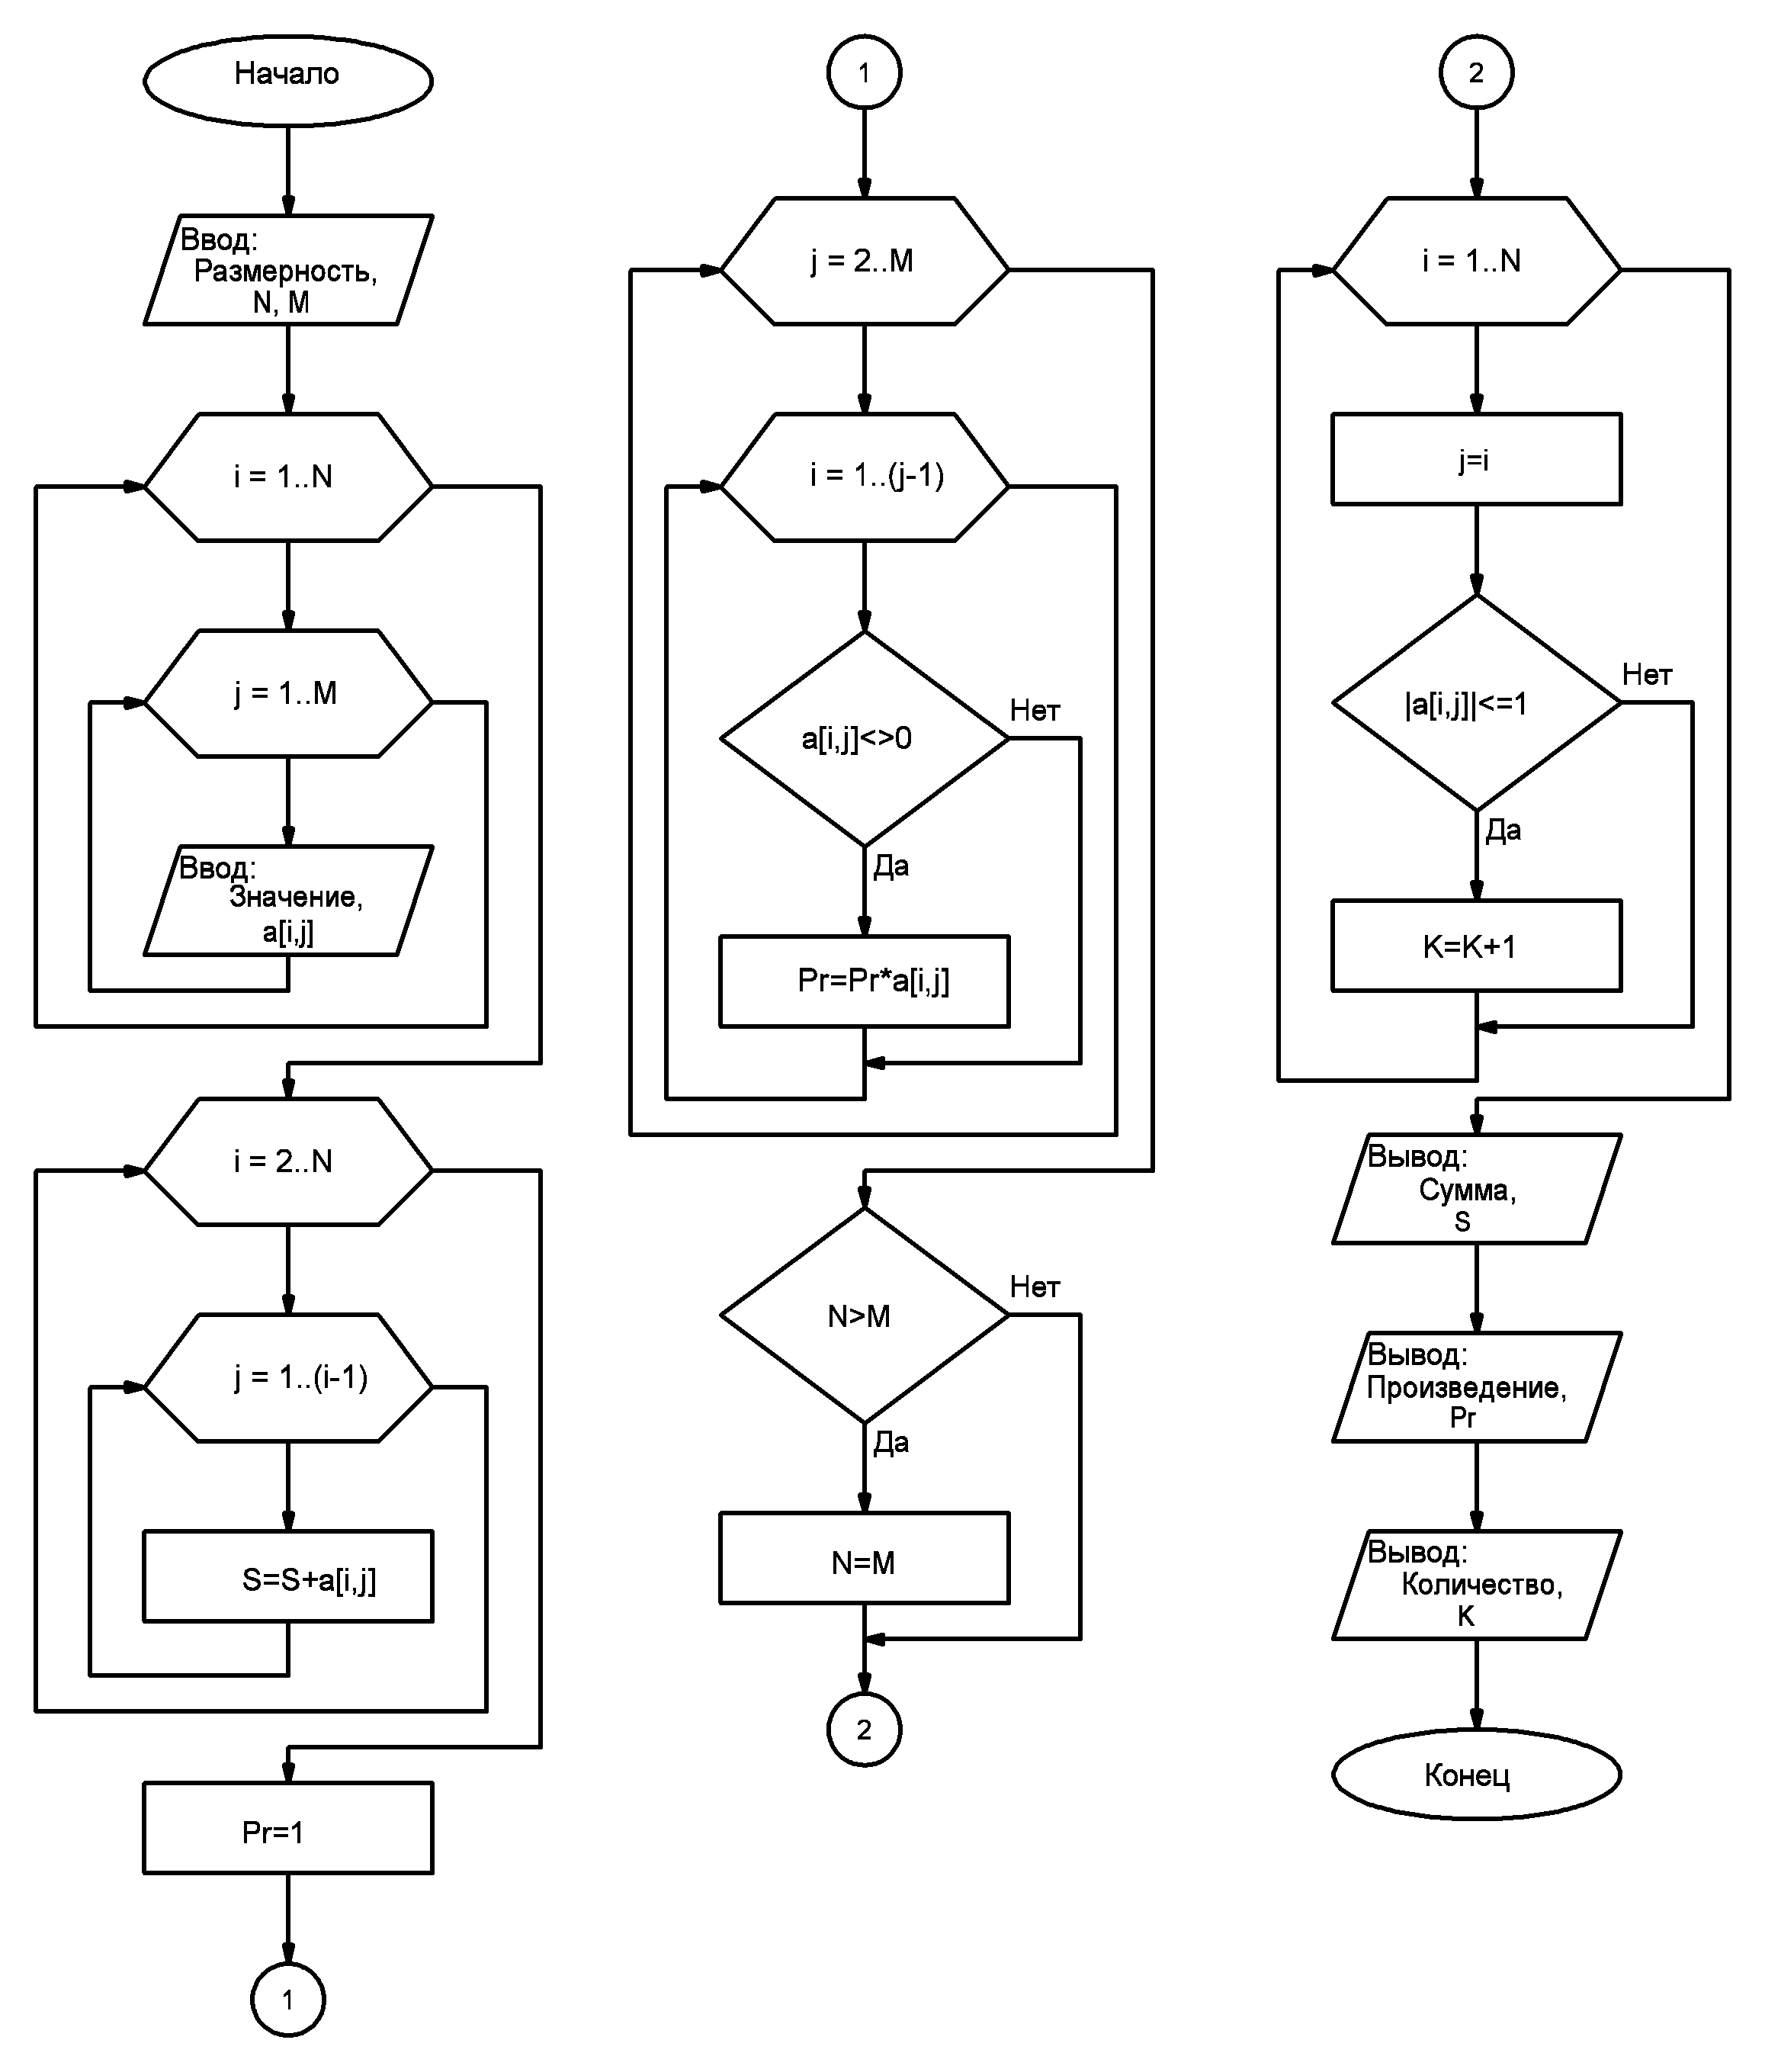 Начало
Ввод:
Размерность,
N, M
i = 1..N
j = 1..M
Ввод:
Значение,
a[i,j]
i = 2..N
j = 1..(i-1)
S=S+a[i,j]
Pr=1
1
1
j = 2..M
i = 1..(j-1)
a[i,j]<>0
Нет
Да
Pr=Pr*a[i,j]
N>M
Нет
Да
N=M
2
2
i = 1..N
j=i
|a[i,j]|<=1
Нет
Да
K=K+1
Вывод:
Сумма,
S
Вывод:
Произведение,
Pr
Вывод:
Количество,
K
Конец